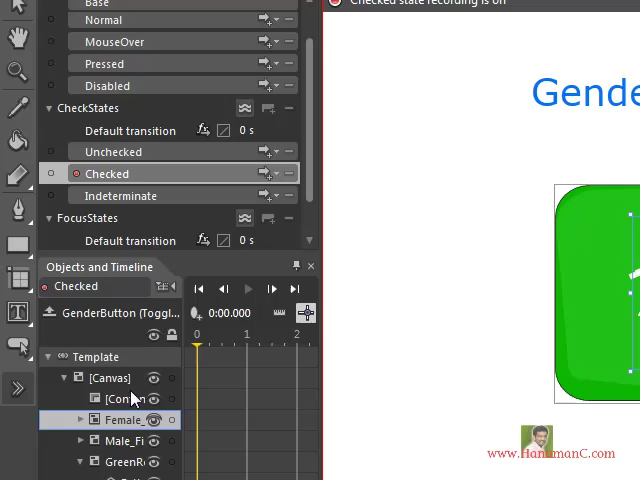 Checked state recording is on
Base
Normal
MouseOver
Pressed
Disabled
CheckStates
Default transition fx 0 s
Unchecked
Checked
Indeterminate
FocusStates
Default transition fx 0 s
Objects and Timeline
Checked
GenderButton (Toggl...
0:00.000
0 1 2
Template
[Canvas]
[Con
Female_
Male_Fi
GreenR
Gende
www.HanumanC.com